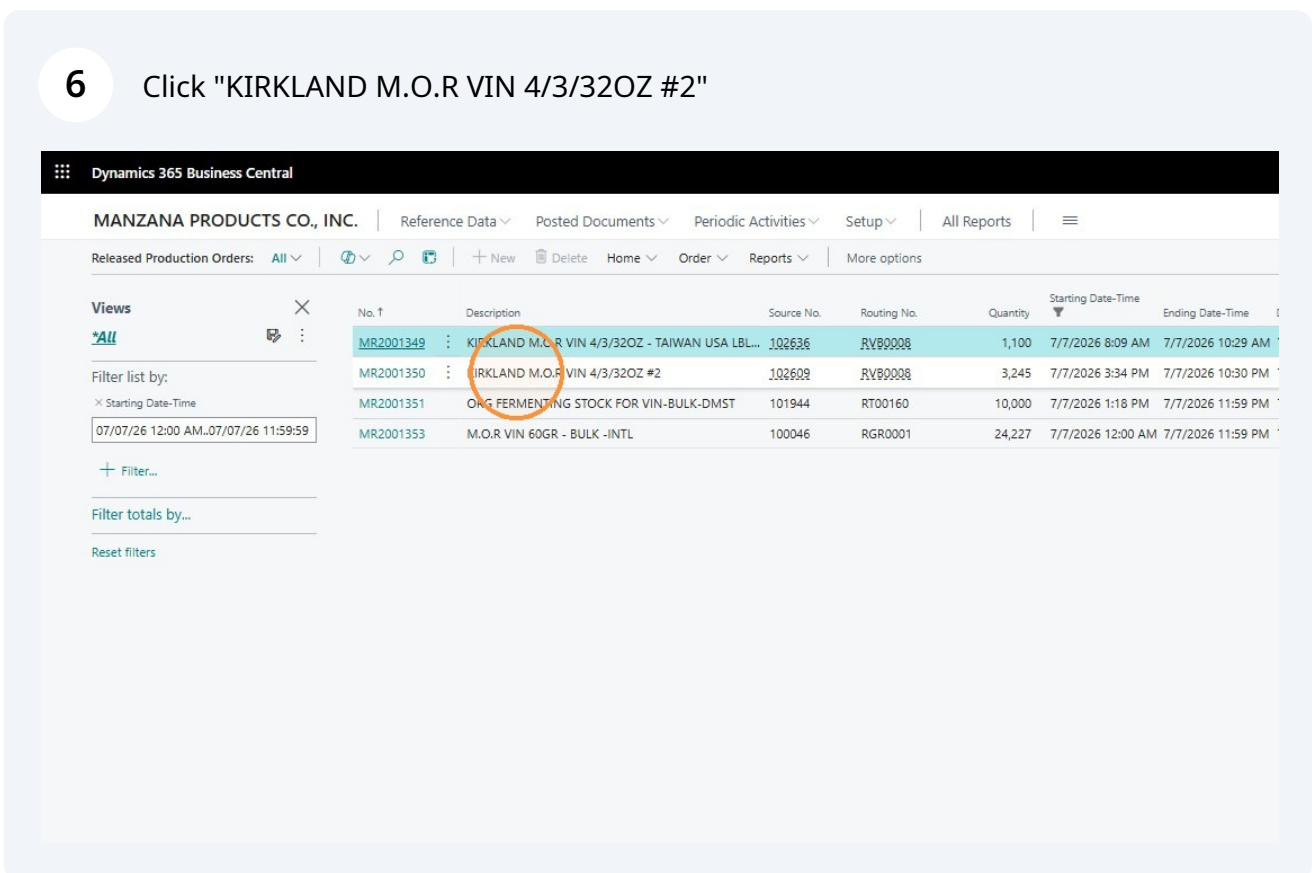 6 Click "KIRKLAND M.O.R VIN 4/3/32OZ #2"
Dynamics 365 Business Central
MANZANA PRODUCTS CO., INC. Reference Data Posted Documents Periodic Activities Setup All Reports
Released Production Orders: All + New Delete Home Order Reports More options
Views
*All
Filter list by:
× Starting Date-Time
07/07/26 12:00 AM..07/07/26 11:59:59
+ Filter...
Filter totals by...
Reset filters
No. ↑ Description Source No. Routing No. Quantity Starting Date-Time Ending Date-Time
MR2001349 KIRKLAND M.O.R VIN 4/3/32OZ - TAIWAN USA LBL... 102636 RVB0008 1,100 7/7/2026 8:09 AM 7/7/2026 10:29 AM
MR2001350 KIRKLAND M.O.R VIN 4/3/32OZ #2 102609 RVB0008 3,245 7/7/2026 3:34 PM 7/7/2026 10:30 PM
MR2001351 ORG FERMENTING STOCK FOR VIN-BULK-DMST 101944 RT00160 10,000 7/7/2026 1:18 PM 7/7/2026 11:59 PM
MR2001353 M.O.R VIN 60GR - BULK -INTL 100046 RGR0001 24,227 7/7/2026 12:00 AM 7/7/2026 11:59 PM